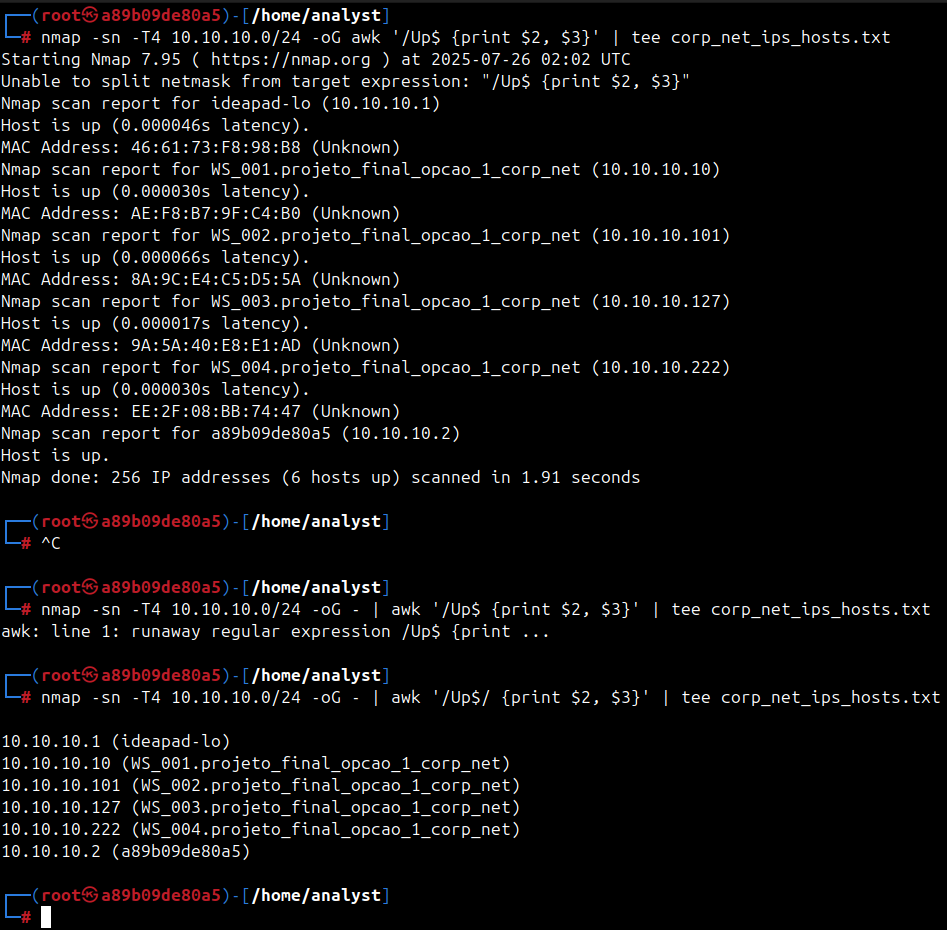 ┌──(root㉿a89b09de80a5)-[/home/analyst]
└─# nmap -sn -T4 10.10.10.0/24 -oG awk '/Up$ {print $2, $3}' | tee corp_net_ips_hosts.txt
Starting Nmap 7.95 ( https://nmap.org ) at 2025-07-26 02:02 UTC
Unable to split netmask from target expression: "/Up$ {print $2, $3}"
Nmap scan report for ideapad-lo (10.10.10.1)
Host is up (0.000046s latency).
MAC Address: 46:61:73:F8:98:B8 (Unknown)
Nmap scan report for WS_001.projeto_final_opcao_1_corp_net (10.10.10.10)
Host is up (0.000030s latency).
MAC Address: AE:F8:B7:9F:C4:B0 (Unknown)
Nmap scan report for WS_002.projeto_final_opcao_1_corp_net (10.10.10.101)
Host is up (0.000066s latency).
MAC Address: 8A:9C:E4:C5:D5:5A (Unknown)
Nmap scan report for WS_003.projeto_final_opcao_1_corp_net (10.10.10.127)
Host is up (0.000017s latency).
MAC Address: 9A:5A:40:E8:E1:AD (Unknown)
Nmap scan report for WS_004.projeto_final_opcao_1_corp_net (10.10.10.222)
Host is up (0.000030s latency).
MAC Address: EE:2F:08:BB:74:47 (Unknown)
Nmap scan report for a89b09de80a5 (10.10.10.2)
Host is up.
Nmap done: 256 IP addresses (6 hosts up) scanned in 1.91 seconds
┌──(root㉿a89b09de80a5)-[/home/analyst]
└─# ^C
┌──(root㉿a89b09de80a5)-[/home/analyst]
└─# nmap -sn -T4 10.10.10.0/24 -oG - | awk '/Up$ {print $2, $3}' | tee corp_net_ips_hosts.txt
awk: line 1: runaway regular expression /Up$ {print ...
┌──(root㉿a89b09de80a5)-[/home/analyst]
└─# nmap -sn -T4 10.10.10.0/24 -oG - | awk '/Up$/ {print $2, $3}' | tee corp_net_ips_hosts.txt
10.10.10.1 (ideapad-lo)
10.10.10.10 (WS_001.projeto_final_opcao_1_corp_net)
10.10.10.101 (WS_002.projeto_final_opcao_1_corp_net)
10.10.10.127 (WS_003.projeto_final_opcao_1_corp_net)
10.10.10.222 (WS_004.projeto_final_opcao_1_corp_net)
10.10.10.2 (a89b09de80a5)
┌──(root㉿a89b09de80a5)-[/home/analyst]
└─#